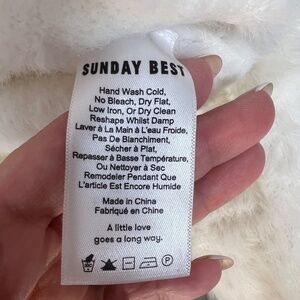 SUNDAY BEST
Hand Wash Cold,
No Bleach, Dry Flat,
Low Iron, Or Dry Clean
Reshape Whilst Damp
Laver à La Main à L'eau Froide,
Pas De Blanchiment,
Sécher à Plat,
Repasser à Basse Température,
Ou Nettoyer à Sec
Remodeler Pendant Que
L'article Est Encore Humide
Made in China
Fabriqué en Chine
A little love
goes a long way.
P